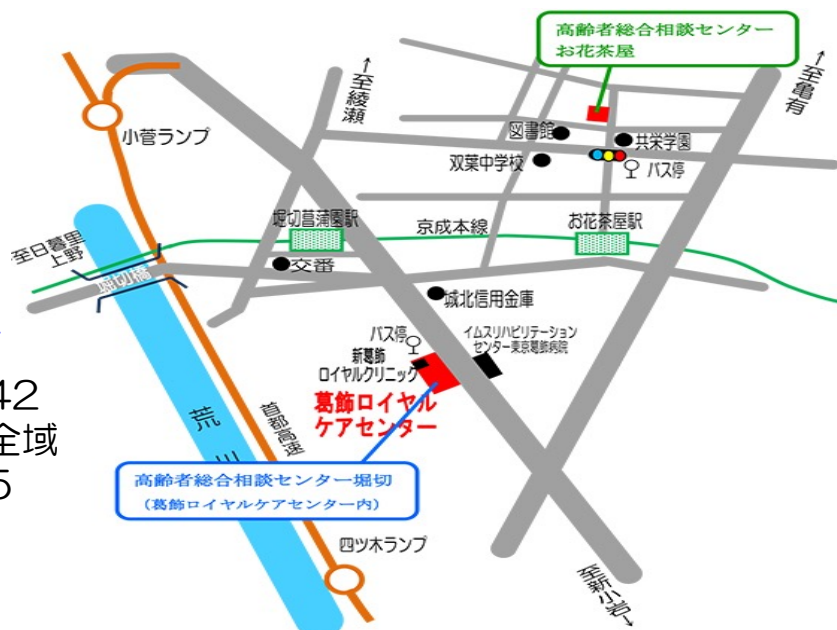 高齢者総合相談センター
お花茶屋
↑至綾瀬
↑至亀有
小菅ランプ
図書館
共栄学園
双葉中学校
バス停
堀切菖蒲園駅
京成本線
お花茶屋駅
至日暮里
上野
堀切橋
交番
城北信用金庫
バス停
イムスリハビリテーション
センター東京葛飾病院
新葛飾
ロイヤルクリニック
葛飾ロイヤル
ケアセンター
42
全域
5
荒川
首都高速
高齢者総合相談センター堀切
(葛飾ロイヤルケアセンター内)
四ツ木ランプ
至新小岩↓